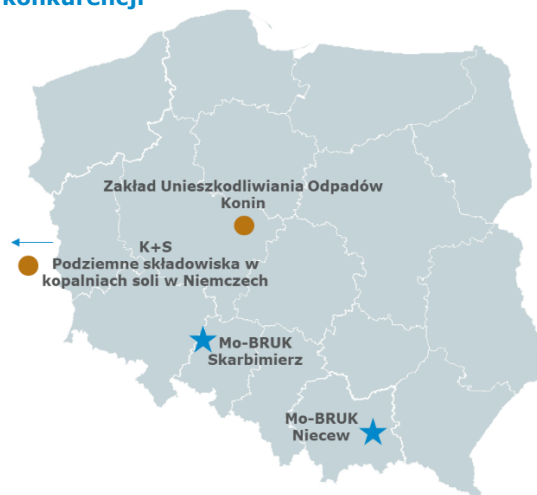 konkurencji
Zakład Unieszkodliwiania Odpadów
Konin
K+S
Podziemne składowiska w
kopalniach soli w Niemczech
Mo-BRUK
Skarbimierz
Mo-BRUK
Niecew